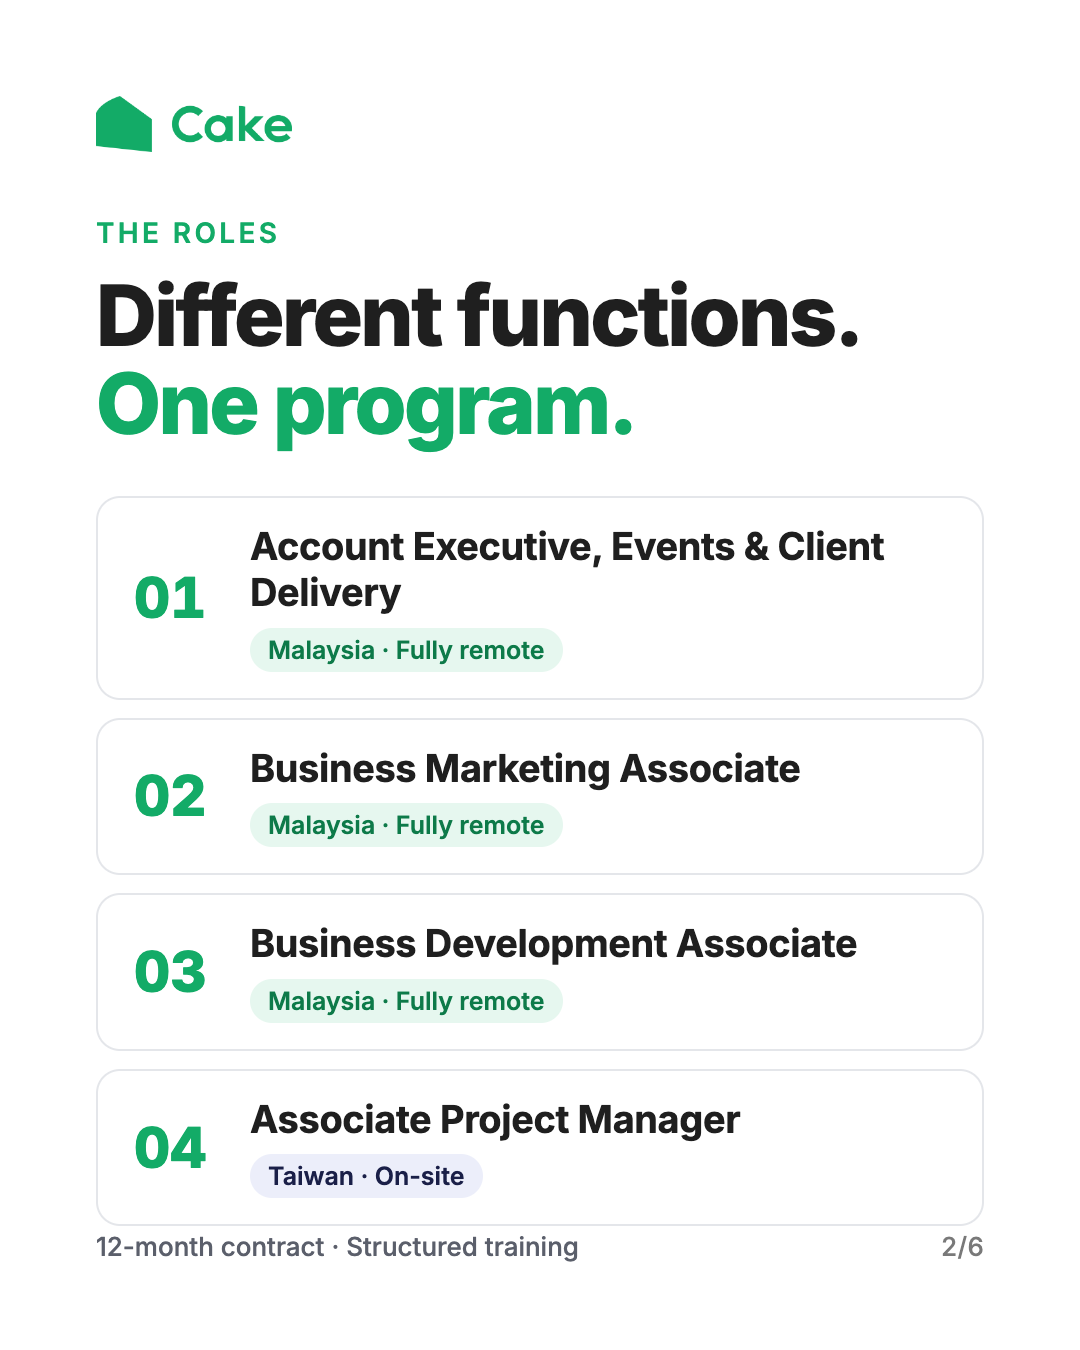 Cake
THE ROLES
Different functions.
One program.
01
Account Executive, Events & Client
Delivery
Malaysia · Fully remote
02
Business Marketing Associate
Malaysia · Fully remote
03
Business Development Associate
Malaysia · Fully remote
04
Associate Project Manager
Taiwan · On-site
12-month contract · Structured training
2/6